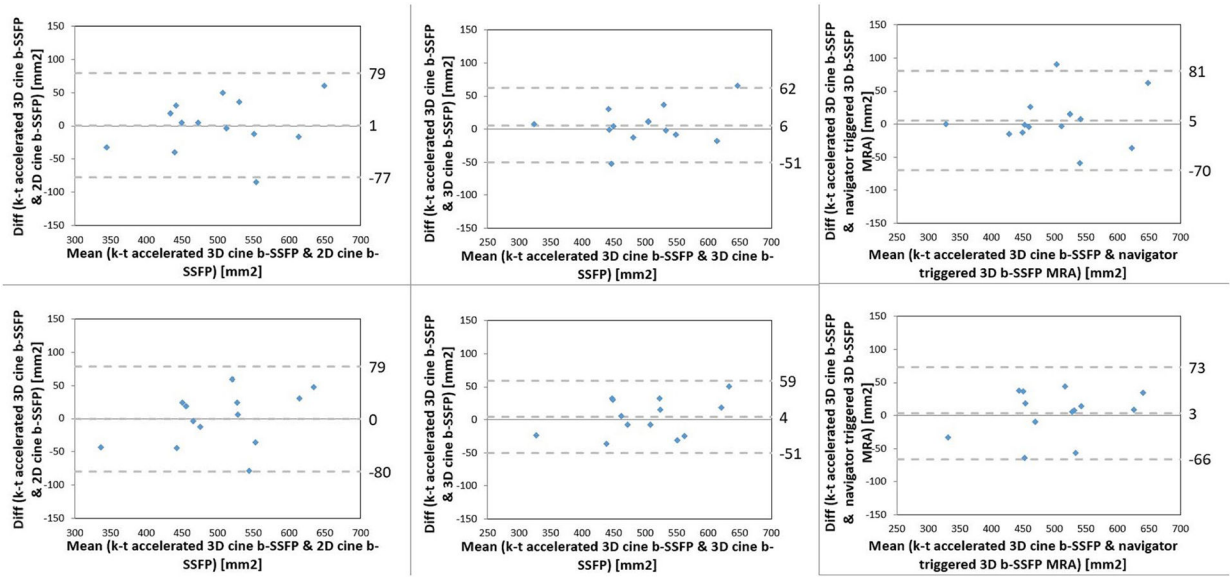 Diff (k-t accelerated 3D cine b-SSFP
& 2D cine b-SSFP) [mm2]
150
100
50
0
-50
-100
-150
79
1
-77
300 350 400 450 500 550 600 650 700
Mean (k-t accelerated 3D cine b-SSFP & 2D cine b-
SSFP) [mm2]
Diff (k-t accelerated 3D cine b-SSFP
& 3D cine b-SSFP) [mm2]
150
100
50
0
-50
-100
-150
62
6
-51
250 300 350 400 450 500 550 600 650 700
Mean (k-t accelerated 3D cine b-SSFP & 3D cine b-
SSFP) [mm2]
Diff (k-t accelerated 3D cine b-SSFP
& navigator triggered 3D b-SSFP
MRA) [mm2]
150
100
50
0
-50
-100
-150
81
5
-70
250 300 350 400 450 500 550 600 650 700
Mean (k-t accelerated 3D cine b-SSFP & navigator
triggered 3D b-SSFP MRA) [mm2]
Diff (k-t accelerated 3D cine b-SSFP
& 2D cine b-SSFP) [mm2]
150
100
50
0
-50
-100
-150
79
0
-80
300 350 400 450 500 550 600 650 700
Mean (k-t accelerated 3D cine b-SSFP & 2D cine b-
SSFP) [mm2]
Diff (k-t accelerated 3D cine b-SSFP
& 3D cine b-SSFP) [mm2]
150
100
50
0
-50
-100
-150
59
4
-51
250 300 350 400 450 500 550 600 650 700
Mean (k-t accelerated 3D cine b-SSFP & 3D cine b-
SSFP) [mm2]
Diff (k-t accelerated 3D cine b-SSFP
& navigator triggered 3D b-SSFP
MRA) [mm2]
150
100
50
0
-50
-100
-150
73
3
-66
250 300 350 400 450 500 550 600 650 700
Mean (k-t accelerated 3D cine b-SSFP & navigator
triggered 3D b-SSFP MRA) [mm2]